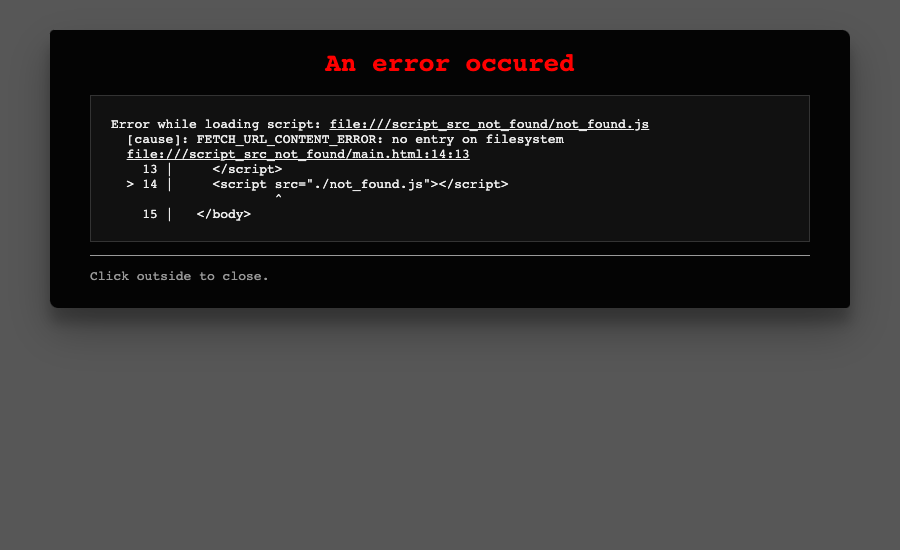 An error occured
Error while loading script: file:///script_src_not_found/not_found.js
  [cause]: FETCH_URL_CONTENT_ERROR: no entry on filesystem
  file:///script_src_not_found/main.html:14:13
    13 |     </script>
  > 14 |     <script src="./not_found.js"></script>
                     ^
    15 |   </body>
Click outside to close.